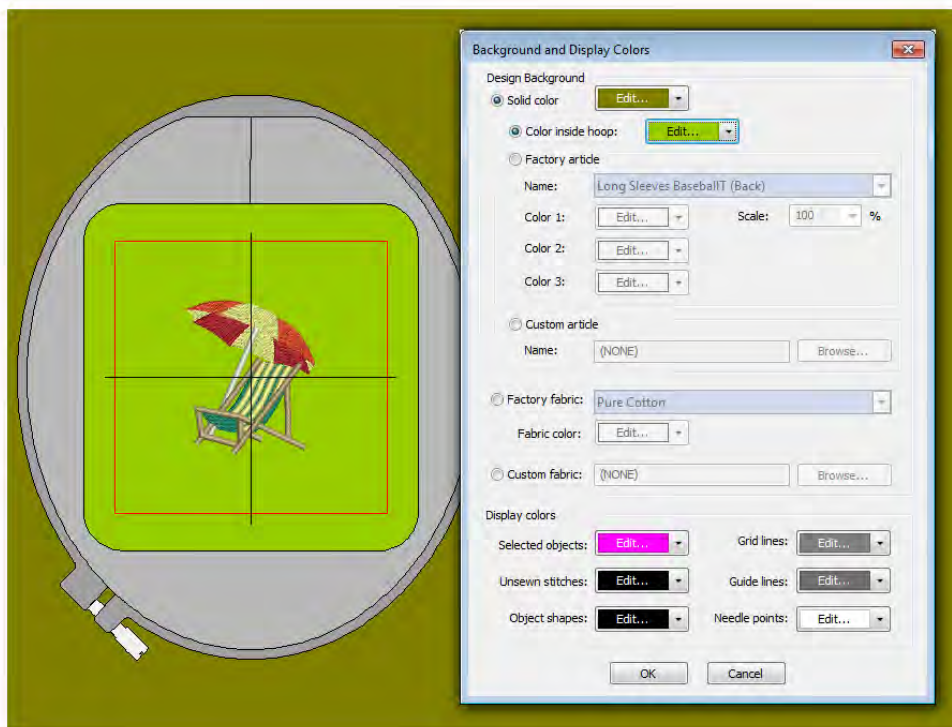 Background and Display Colors
Design Background
Solid color Edit...
Color inside hoop: Edit...
Factory article
Name: Long Sleeves BaseballT (Back)
Color 1: Edit... Scale: 100 %
Color 2: Edit...
Color 3: Edit...
Custom article
Name: (NONE) Browse...
Factory fabric: Pure Cotton
Fabric color: Edit...
Custom fabric: (NONE) Browse...
Display colors
Selected objects: Edit... Grid lines: Edit...
Unsewn stitches: Edit... Guide lines: Edit...
Object shapes: Edit... Needle points: Edit...
OK Cancel